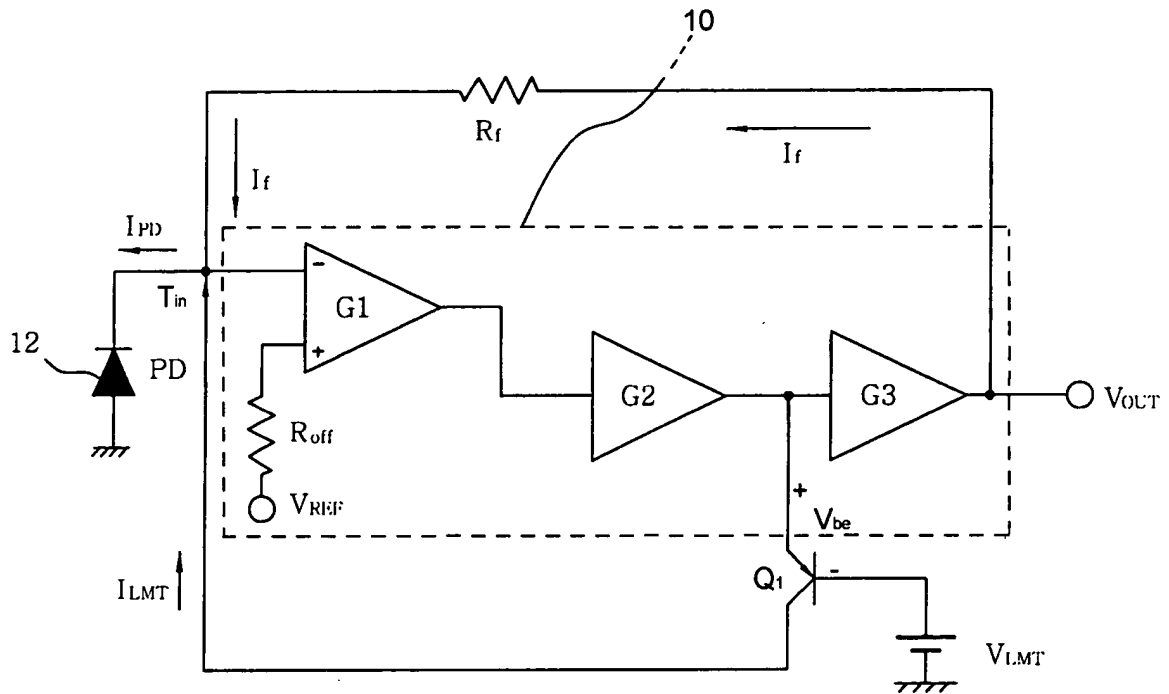 10
Rf
If
If
IPD
Tin
-
G1
+
12
PD
G2
G3
VOUT
Roff
VREF
+
Vbe
ILMT
Q1
-
VLMT